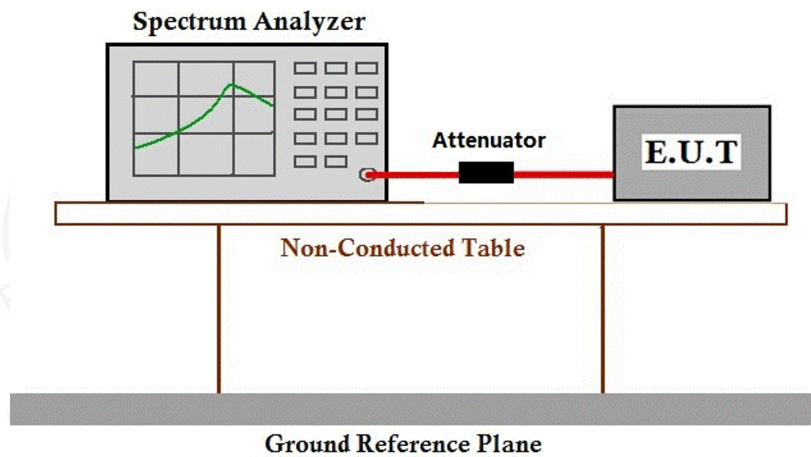 Spectrum Analyzer
Attenuator
E.U.T
Non-Conducted Table
Ground Reference Plane